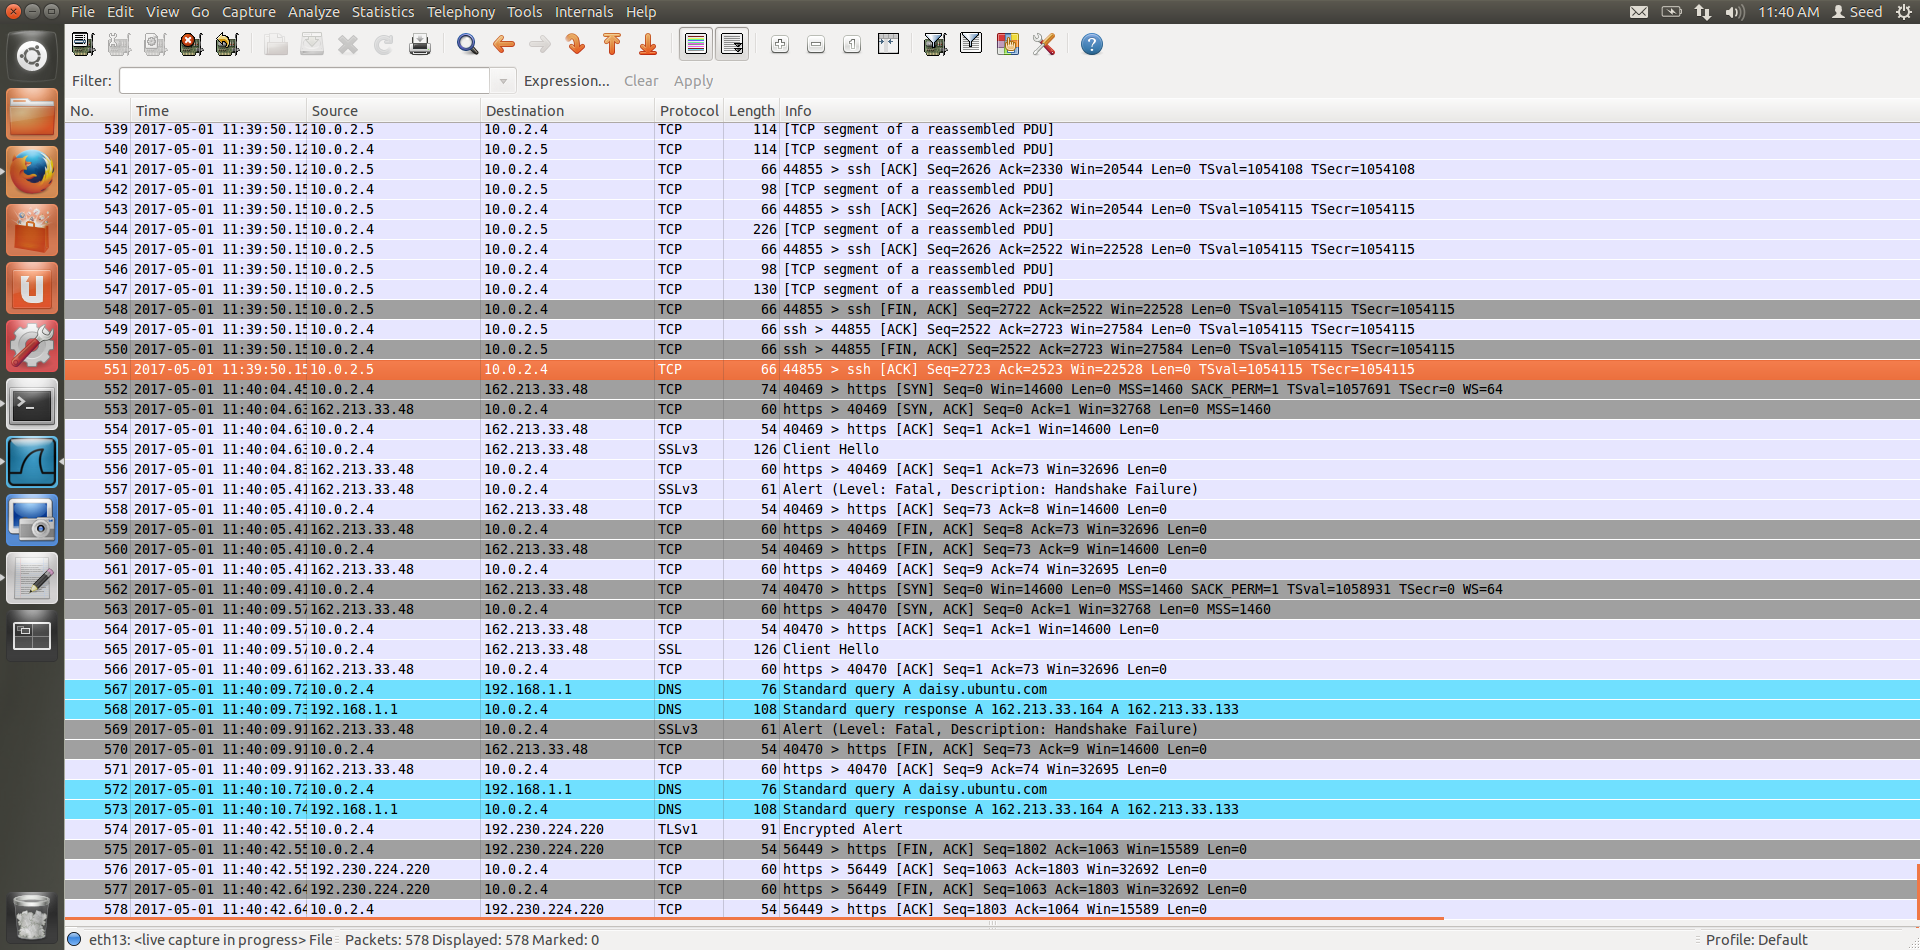 File Edit View Go Capture Analyze Statistics Telephony Tools Internals Help 11:40 AM Seed
Filter: Expression... Clear Apply
No. Time Source Destination Protocol Length Info
539 2017-05-01 11:39:50.12 10.0.2.5 10.0.2.4 TCP 114 [TCP segment of a reassembled PDU]
540 2017-05-01 11:39:50.12 10.0.2.4 10.0.2.5 TCP 114 [TCP segment of a reassembled PDU]
541 2017-05-01 11:39:50.12 10.0.2.5 10.0.2.4 TCP 66 44855 > ssh [ACK] Seq=2626 Ack=2330 Win=20544 Len=0 TSval=1054108 TSecr=1054108
542 2017-05-01 11:39:50.15 10.0.2.4 10.0.2.5 TCP 98 [TCP segment of a reassembled PDU]
543 2017-05-01 11:39:50.15 10.0.2.5 10.0.2.4 TCP 66 44855 > ssh [ACK] Seq=2626 Ack=2362 Win=20544 Len=0 TSval=1054115 TSecr=1054115
544 2017-05-01 11:39:50.15 10.0.2.4 10.0.2.5 TCP 226 [TCP segment of a reassembled PDU]
545 2017-05-01 11:39:50.15 10.0.2.5 10.0.2.4 TCP 66 44855 > ssh [ACK] Seq=2626 Ack=2522 Win=22528 Len=0 TSval=1054115 TSecr=1054115
546 2017-05-01 11:39:50.15 10.0.2.5 10.0.2.4 TCP 98 [TCP segment of a reassembled PDU]
547 2017-05-01 11:39:50.15 10.0.2.5 10.0.2.4 TCP 130 [TCP segment of a reassembled PDU]
548 2017-05-01 11:39:50.15 10.0.2.5 10.0.2.4 TCP 66 44855 > ssh [FIN, ACK] Seq=2722 Ack=2522 Win=22528 Len=0 TSval=1054115 TSecr=1054115
549 2017-05-01 11:39:50.15 10.0.2.4 10.0.2.5 TCP 66 ssh > 44855 [ACK] Seq=2522 Ack=2723 Win=27584 Len=0 TSval=1054115 TSecr=1054115
550 2017-05-01 11:39:50.15 10.0.2.4 10.0.2.5 TCP 66 ssh > 44855 [FIN, ACK] Seq=2522 Ack=2723 Win=27584 Len=0 TSval=1054115 TSecr=1054115
551 2017-05-01 11:39:50.15 10.0.2.5 10.0.2.4 TCP 66 44855 > ssh [ACK] Seq=2723 Ack=2523 Win=22528 Len=0 TSval=1054115 TSecr=1054115
552 2017-05-01 11:40:04.45 10.0.2.4 162.213.33.48 TCP 74 40469 > https [SYN] Seq=0 Win=14600 Len=0 MSS=1460 SACK_PERM=1 TSval=1057691 TSecr=0 WS=64
553 2017-05-01 11:40:04.63 162.213.33.48 10.0.2.4 TCP 60 https > 40469 [SYN, ACK] Seq=0 Ack=1 Win=32768 Len=0 MSS=1460
554 2017-05-01 11:40:04.63 10.0.2.4 162.213.33.48 TCP 54 40469 > https [ACK] Seq=1 Ack=1 Win=14600 Len=0
555 2017-05-01 11:40:04.63 10.0.2.4 162.213.33.48 SSLv3 126 Client Hello
556 2017-05-01 11:40:04.83 162.213.33.48 10.0.2.4 TCP 60 https > 40469 [ACK] Seq=1 Ack=73 Win=32696 Len=0
557 2017-05-01 11:40:05.41 162.213.33.48 10.0.2.4 SSLv3 61 Alert (Level: Fatal, Description: Handshake Failure)
558 2017-05-01 11:40:05.41 10.0.2.4 162.213.33.48 TCP 54 40469 > https [ACK] Seq=73 Ack=8 Win=14600 Len=0
559 2017-05-01 11:40:05.41 162.213.33.48 10.0.2.4 TCP 60 https > 40469 [FIN, ACK] Seq=8 Ack=73 Win=32696 Len=0
560 2017-05-01 11:40:05.41 10.0.2.4 162.213.33.48 TCP 54 40469 > https [FIN, ACK] Seq=73 Ack=9 Win=14600 Len=0
561 2017-05-01 11:40:05.41 162.213.33.48 10.0.2.4 TCP 60 https > 40469 [ACK] Seq=9 Ack=74 Win=32695 Len=0
562 2017-05-01 11:40:09.41 10.0.2.4 162.213.33.48 TCP 74 40470 > https [SYN] Seq=0 Win=14600 Len=0 MSS=1460 SACK_PERM=1 TSval=1058931 TSecr=0 WS=64
563 2017-05-01 11:40:09.57 162.213.33.48 10.0.2.4 TCP 60 https > 40470 [SYN, ACK] Seq=0 Ack=1 Win=32768 Len=0 MSS=1460
564 2017-05-01 11:40:09.57 10.0.2.4 162.213.33.48 TCP 54 40470 > https [ACK] Seq=1 Ack=1 Win=14600 Len=0
565 2017-05-01 11:40:09.57 10.0.2.4 162.213.33.48 SSL 126 Client Hello
566 2017-05-01 11:40:09.61 162.213.33.48 10.0.2.4 TCP 60 https > 40470 [ACK] Seq=1 Ack=73 Win=32696 Len=0
567 2017-05-01 11:40:09.72 10.0.2.4 192.168.1.1 DNS 76 Standard query A daisy.ubuntu.com
568 2017-05-01 11:40:09.73 192.168.1.1 10.0.2.4 DNS 108 Standard query response A 162.213.33.164 A 162.213.33.133
569 2017-05-01 11:40:09.91 162.213.33.48 10.0.2.4 SSLv3 61 Alert (Level: Fatal, Description: Handshake Failure)
570 2017-05-01 11:40:09.91 10.0.2.4 162.213.33.48 TCP 54 40470 > https [FIN, ACK] Seq=73 Ack=9 Win=14600 Len=0
571 2017-05-01 11:40:09.91 162.213.33.48 10.0.2.4 TCP 60 https > 40470 [ACK] Seq=9 Ack=74 Win=32695 Len=0
572 2017-05-01 11:40:10.72 10.0.2.4 192.168.1.1 DNS 76 Standard query A daisy.ubuntu.com
573 2017-05-01 11:40:10.74 192.168.1.1 10.0.2.4 DNS 108 Standard query response A 162.213.33.164 A 162.213.33.133
574 2017-05-01 11:40:42.55 10.0.2.4 192.230.224.220 TLSv1 91 Encrypted Alert
575 2017-05-01 11:40:42.55 10.0.2.4 192.230.224.220 TCP 54 56449 > https [FIN, ACK] Seq=1802 Ack=1063 Win=15589 Len=0
576 2017-05-01 11:40:42.55 192.230.224.220 10.0.2.4 TCP 60 https > 56449 [ACK] Seq=1063 Ack=1803 Win=32692 Len=0
577 2017-05-01 11:40:42.64 192.230.224.220 10.0.2.4 TCP 60 https > 56449 [FIN, ACK] Seq=1063 Ack=1803 Win=32692 Len=0
578 2017-05-01 11:40:42.64 10.0.2.4 192.230.224.220 TCP 54 56449 > https [ACK] Seq=1803 Ack=1064 Win=15589 Len=0
eth13: <live capture in progress> File Packets: 578 Displayed: 578 Marked: 0 Profile: Default